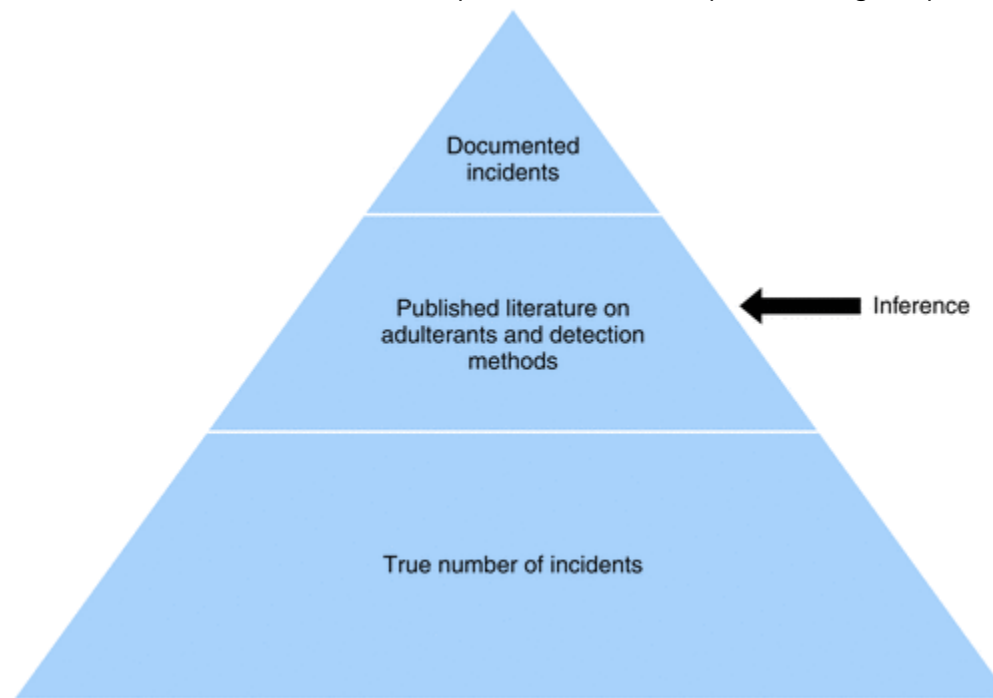 Documented
incidents
Published literature on
adulterants and detection
methods
Inference
True number of incidents